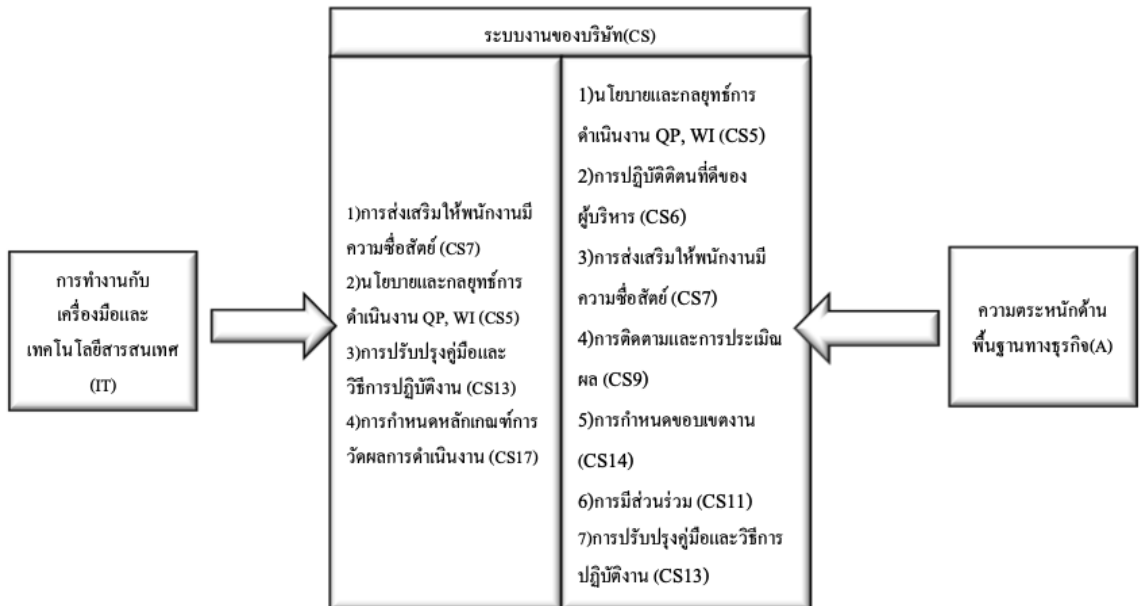 ระบบงานของบริษัท(CS)
การทำงานกับ
เครื่องมือและ
เทคโนโลยีสารสนเทศ
(IT)
1)การส่งเสริมให้พนักงานมี
ความซื่อสัตย์ (CS7)
2)นโยบายและกลยุทธ์การ
ดำเนินงาน QP, WI (CS5)
3)การปรับปรุงคู่มือและ
วิธีการปฏิบัติงาน (CS13)
4)การกำหนดหลักเกณฑ์การ
วัดผลการดำเนินงาน (CS17)
1)นโยบายและกลยุทธ์การ
ดำเนินงาน QP, WI (CS5)
2)การปฏิบัติติตนที่ดีของ
ผู้บริหาร (CS6)
3)การส่งเสริมให้พนักงานมี
ความซื่อสัตย์ (CS7)
4)การติดตามและการประเมิณ
ผล (CS9)
5)การกำหนดขอบเขตงาน
(CS14)
6)การมีส่วนร่วม (CS11)
7)การปรับปรุงคู่มือและวิธีการ
ปฏิบัติงาน (CS13)
ความตระหนักด้าน
พื้นฐานทางธุรกิจ(A)